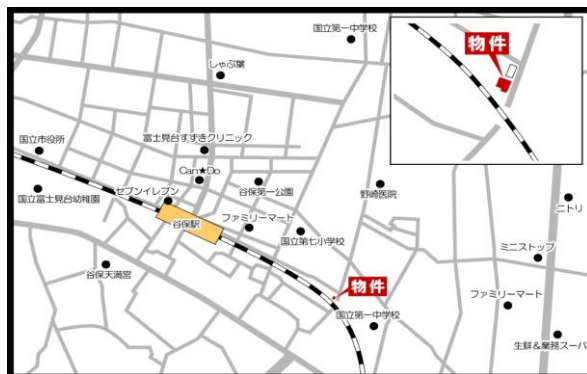 国立第一中学校
しゃぶ葉
物件
国立市役所
富士見台すずきクリニック
Can★Do
谷保第一公園
国立富士見台幼稚園
セブンイレブン
野崎医院
ニトリ
谷保駅
ファミリーマート
国立第七小学校
ミニストップ
谷保天満宮
物件
ファミリーマート
国立第一中学校
生鮮&業務スーパ